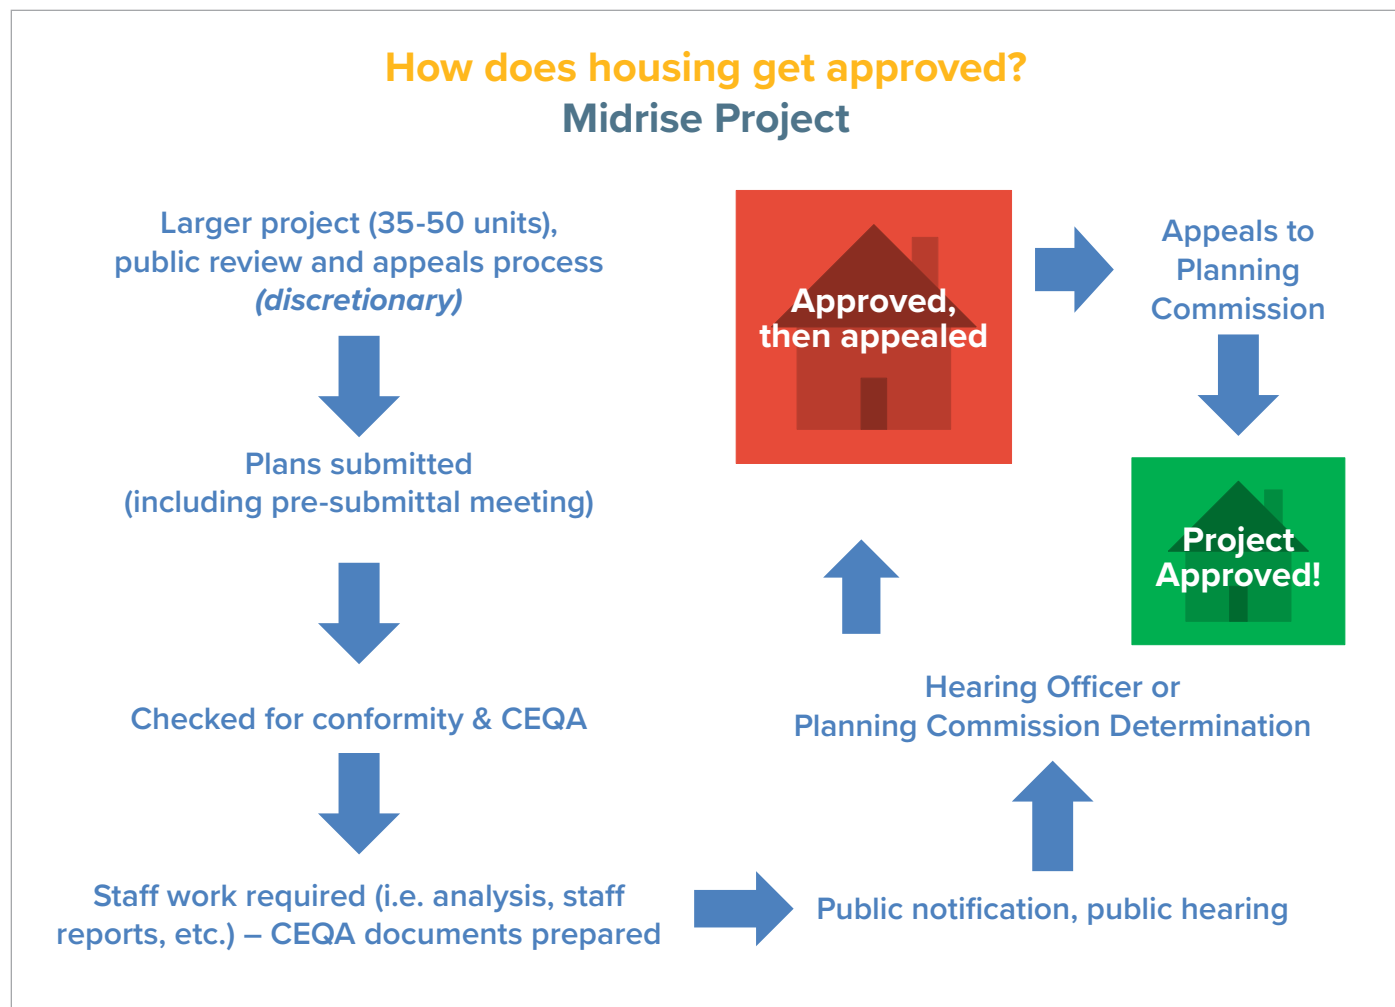 How does housing get approved?
Midrise Project
Larger project (35-50 units),
public review and appeals process
(discretionary)
Plans submitted
(including pre-submittal meeting)
Checked for conformity & CEQA
Staff work required (i.e. analysis, staff
reports, etc.) – CEQA documents prepared
Public notification, public hearing
Hearing Officer or
Planning Commission Determination
Approved,
then appealed
Appeals to
Planning
Commission
Project
Approved!